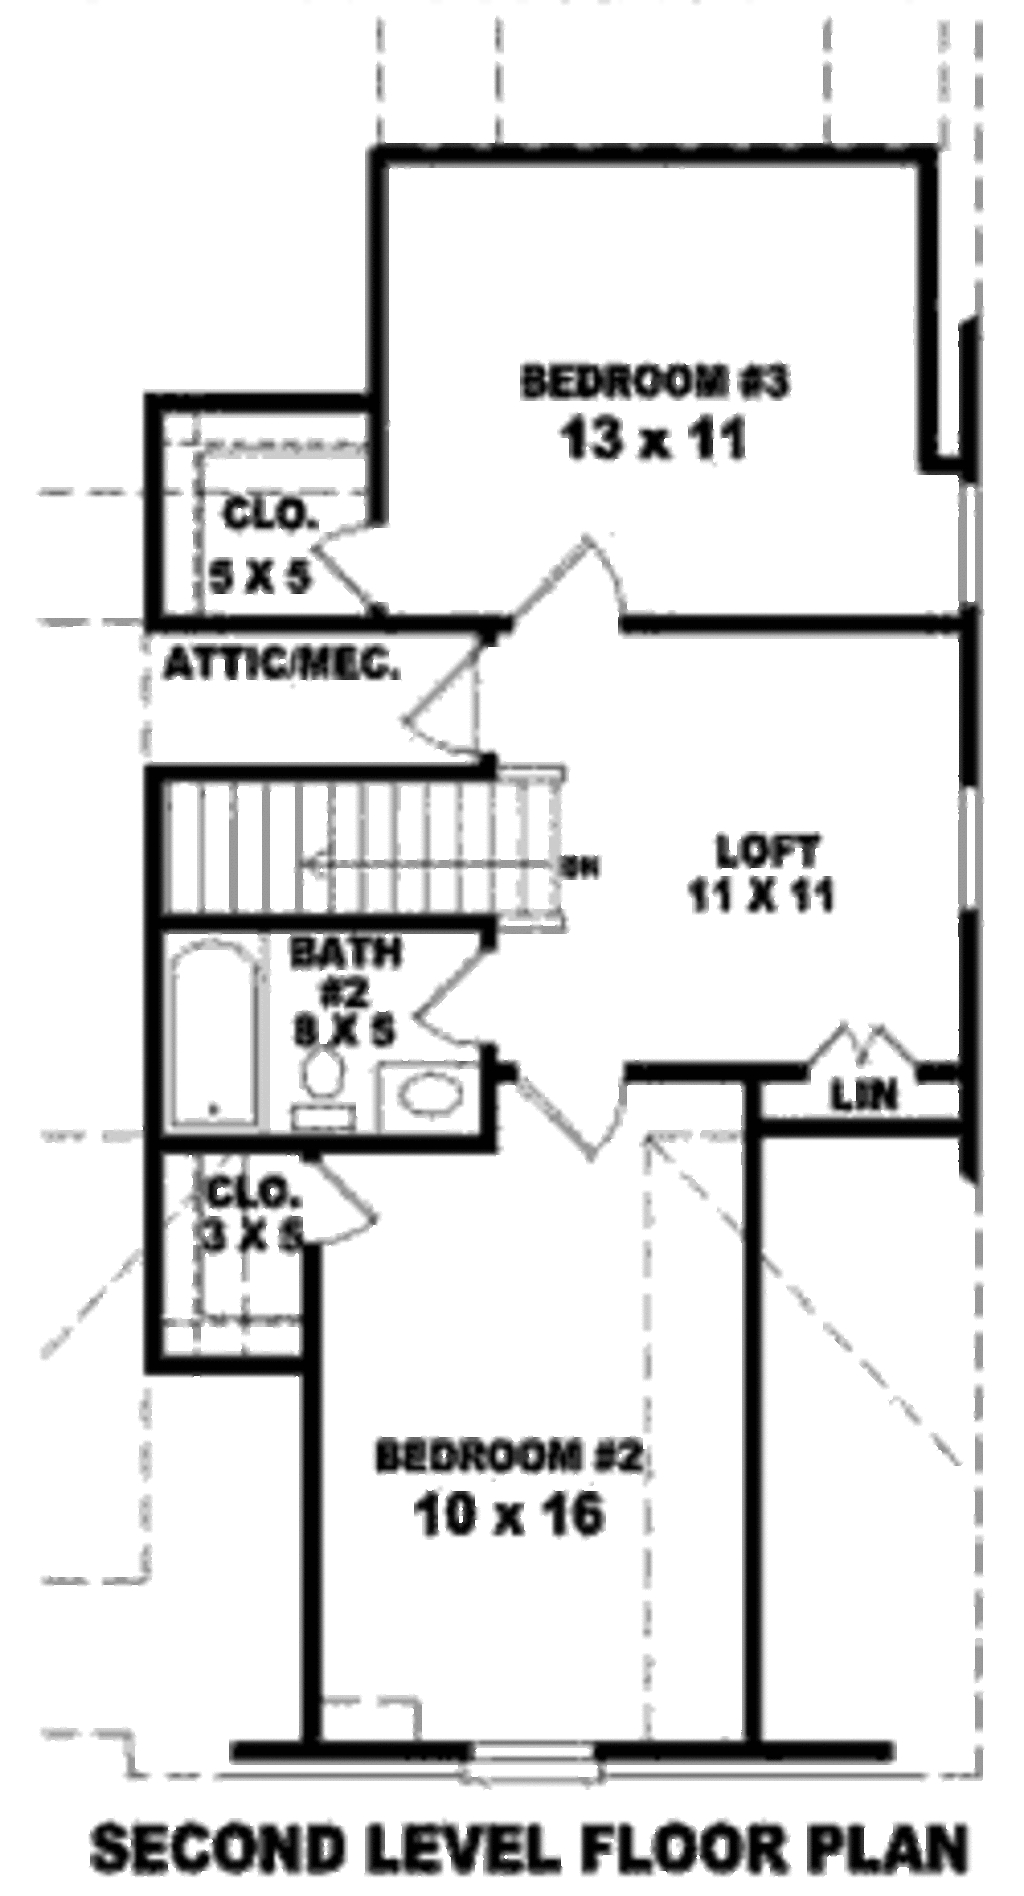 BEDROOM #3
13 x 11
CLO.
5 X 5
ATTIC/MEC.
LOFT
11 X 11
DN
BATH
#2
8 X 5
LIN
CLO.
3 X 5
BEDROOM #2
10 x 16
SECOND LEVEL FLOOR PLAN